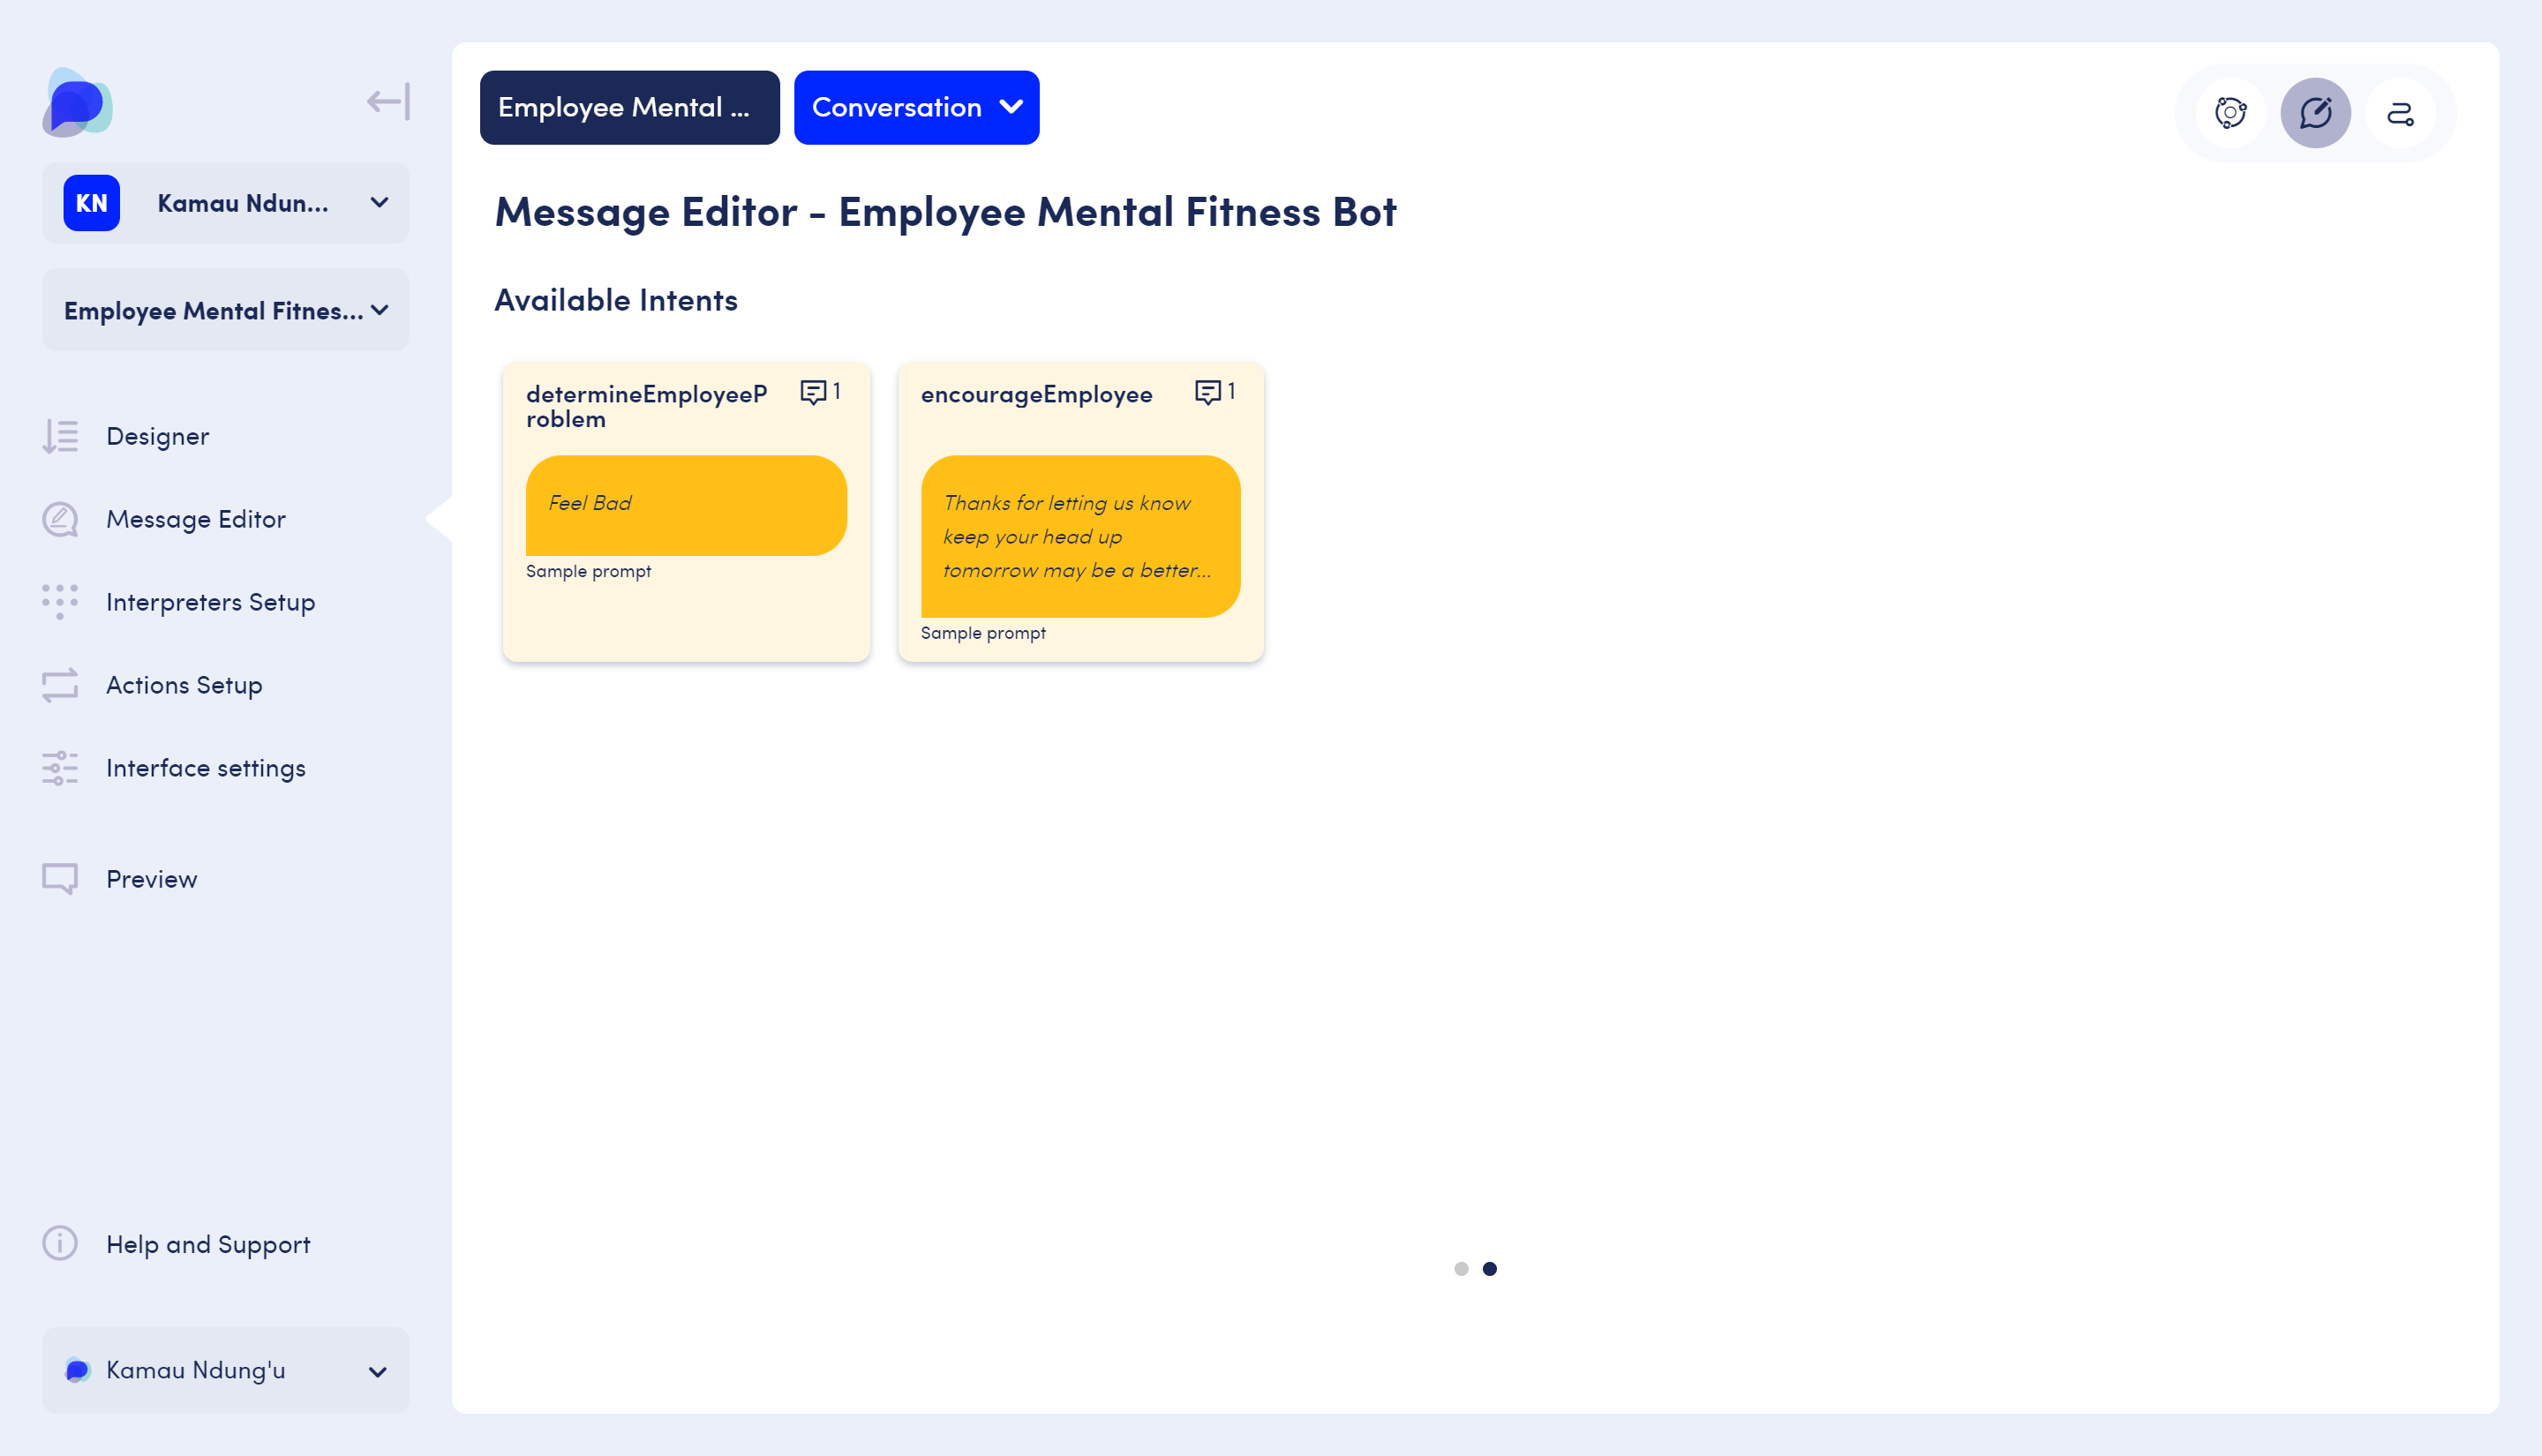 Employee Mental ...
Conversation
KN
Kamau Ndun...
Message Editor - Employee Mental Fitness Bot
Employee Mental Fitnes...
Available Intents
determineEmployeeP
roblem
1
Feel Bad
Sample prompt
encourageEmployee
1
Thanks for letting us know
keep your head up
tomorrow may be a better...
Sample prompt
Designer
Message Editor
Interpreters Setup
Actions Setup
Interface settings
Preview
Help and Support
Kamau Ndung'u